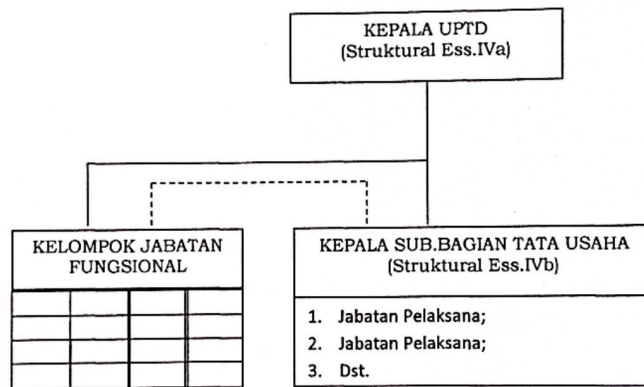 KEPALA UPTD
(Struktural Ess.IVa)
KELOMPOK JABATAN
FUNGSIONAL
KEPALA SUB.BAGIAN TATA USAHA
(Struktural Ess.IVb)
1. Jabatan Pelaksana;
2. Jabatan Pelaksana;
3. Dst.